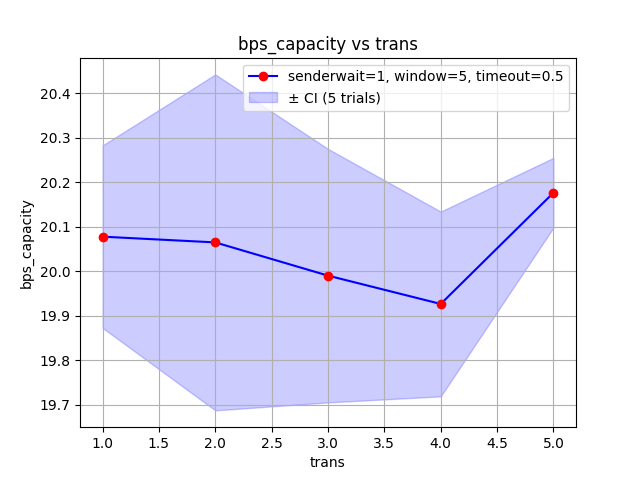 bps_capacity vs trans
senderwait=1, window=5, timeout=0.5
± CI (5 trials)
bps_capacity
20.4
20.3
20.2
20.1
20.0
19.9
19.8
19.7
1.0 1.5 2.0 2.5 3.0 3.5 4.0 4.5 5.0
trans